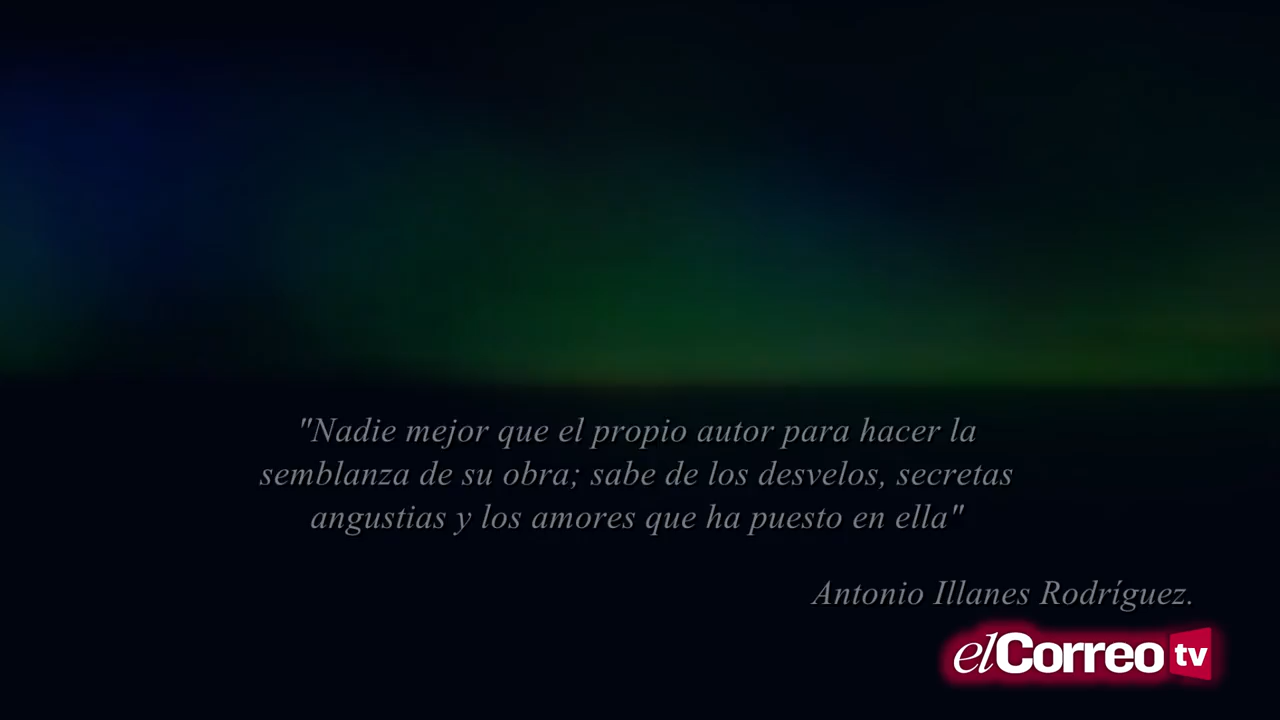 "Nadie mejor que el propio autor para hacer la
semblanza de su obra; sabe de los desvelos, secretas
angustias y los amores que ha puesto en ella"
Antonio Illanes Rodríguez.
elCorreo tv